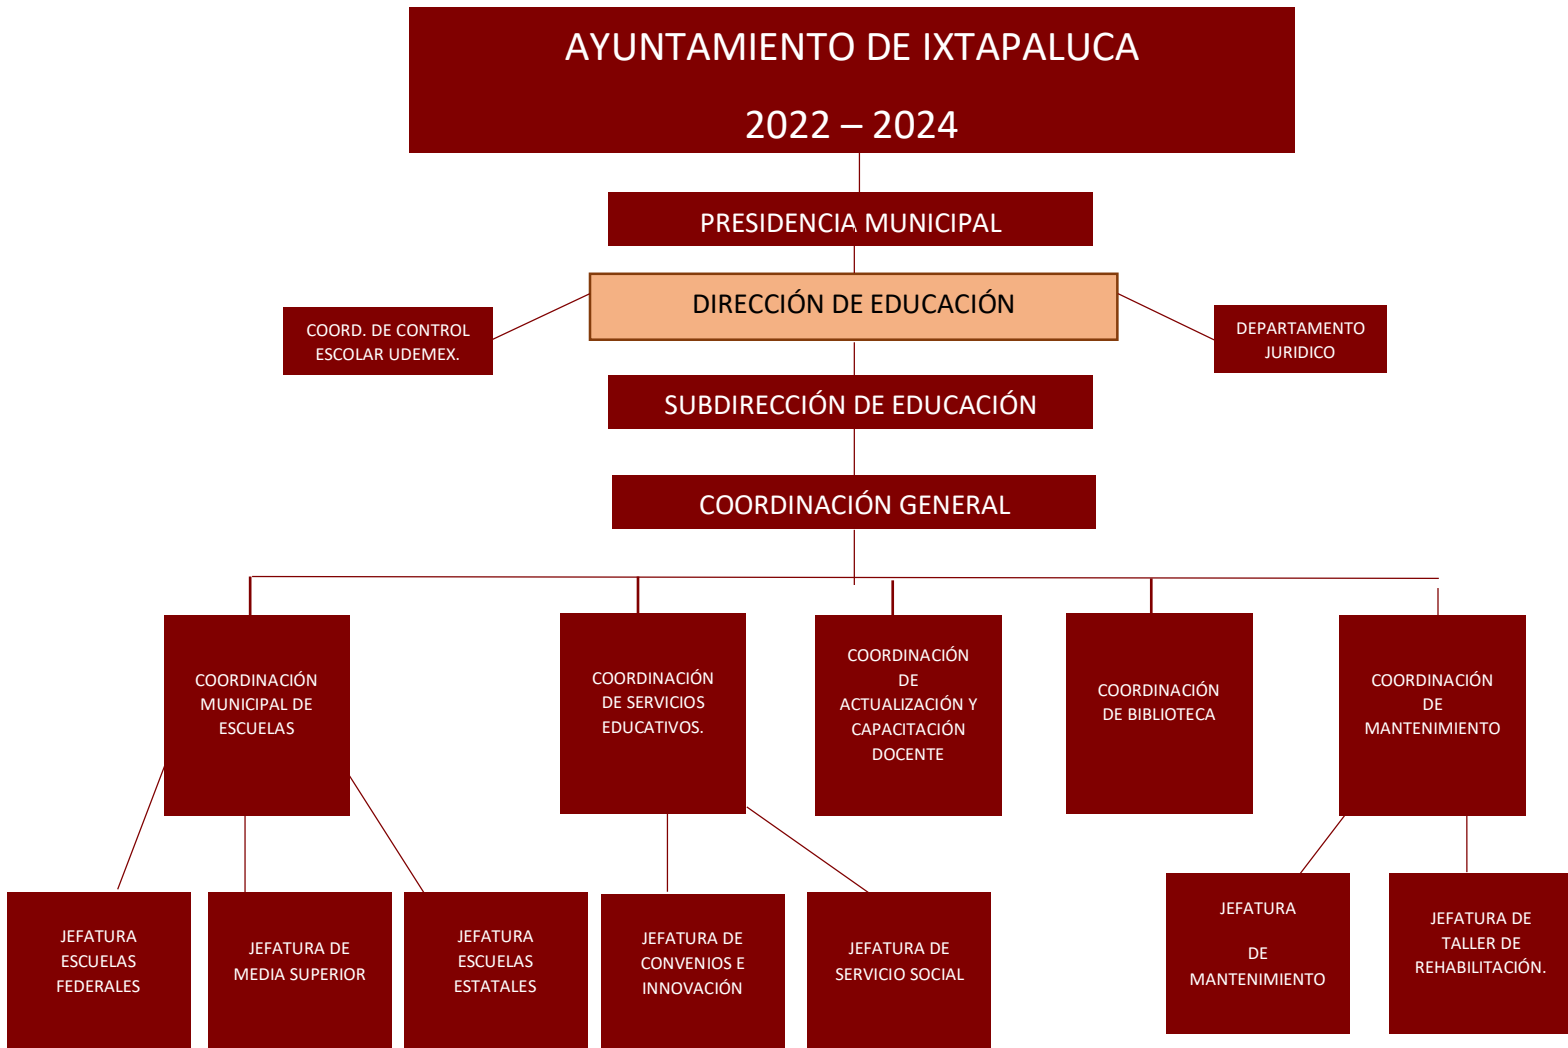 AYUNTAMIENTO DE IXTAPALUCA
2022 – 2024
PRESIDENCIA MUNICIPAL
DIRECCIÓN DE EDUCACIÓN
COORD. DE CONTROL
ESCOLAR UDEMEX.
DEPARTAMENTO
JURIDICO
SUBDIRECCIÓN DE EDUCACIÓN
COORDINACIÓN GENERAL
COORDINACIÓN
MUNICIPAL DE
ESCUELAS
COORDINACIÓN
DE SERVICIOS
EDUCATIVOS.
COORDINACIÓN
DE
ACTUALIZACIÓN Y
CAPACITACIÓN
DOCENTE
COORDINACIÓN
DE BIBLIOTECA
COORDINACIÓN
DE
MANTENIMIENTO
JEFATURA
ESCUELAS
FEDERALES
JEFATURA DE
MEDIA SUPERIOR
JEFATURA
ESCUELAS
ESTATALES
JEFATURA DE
CONVENIOS E
INNOVACIÓN
JEFATURA DE
SERVICIO SOCIAL
JEFATURA
DE
MANTENIMIENTO
JEFATURA DE
TALLER DE
REHABILITACIÓN.